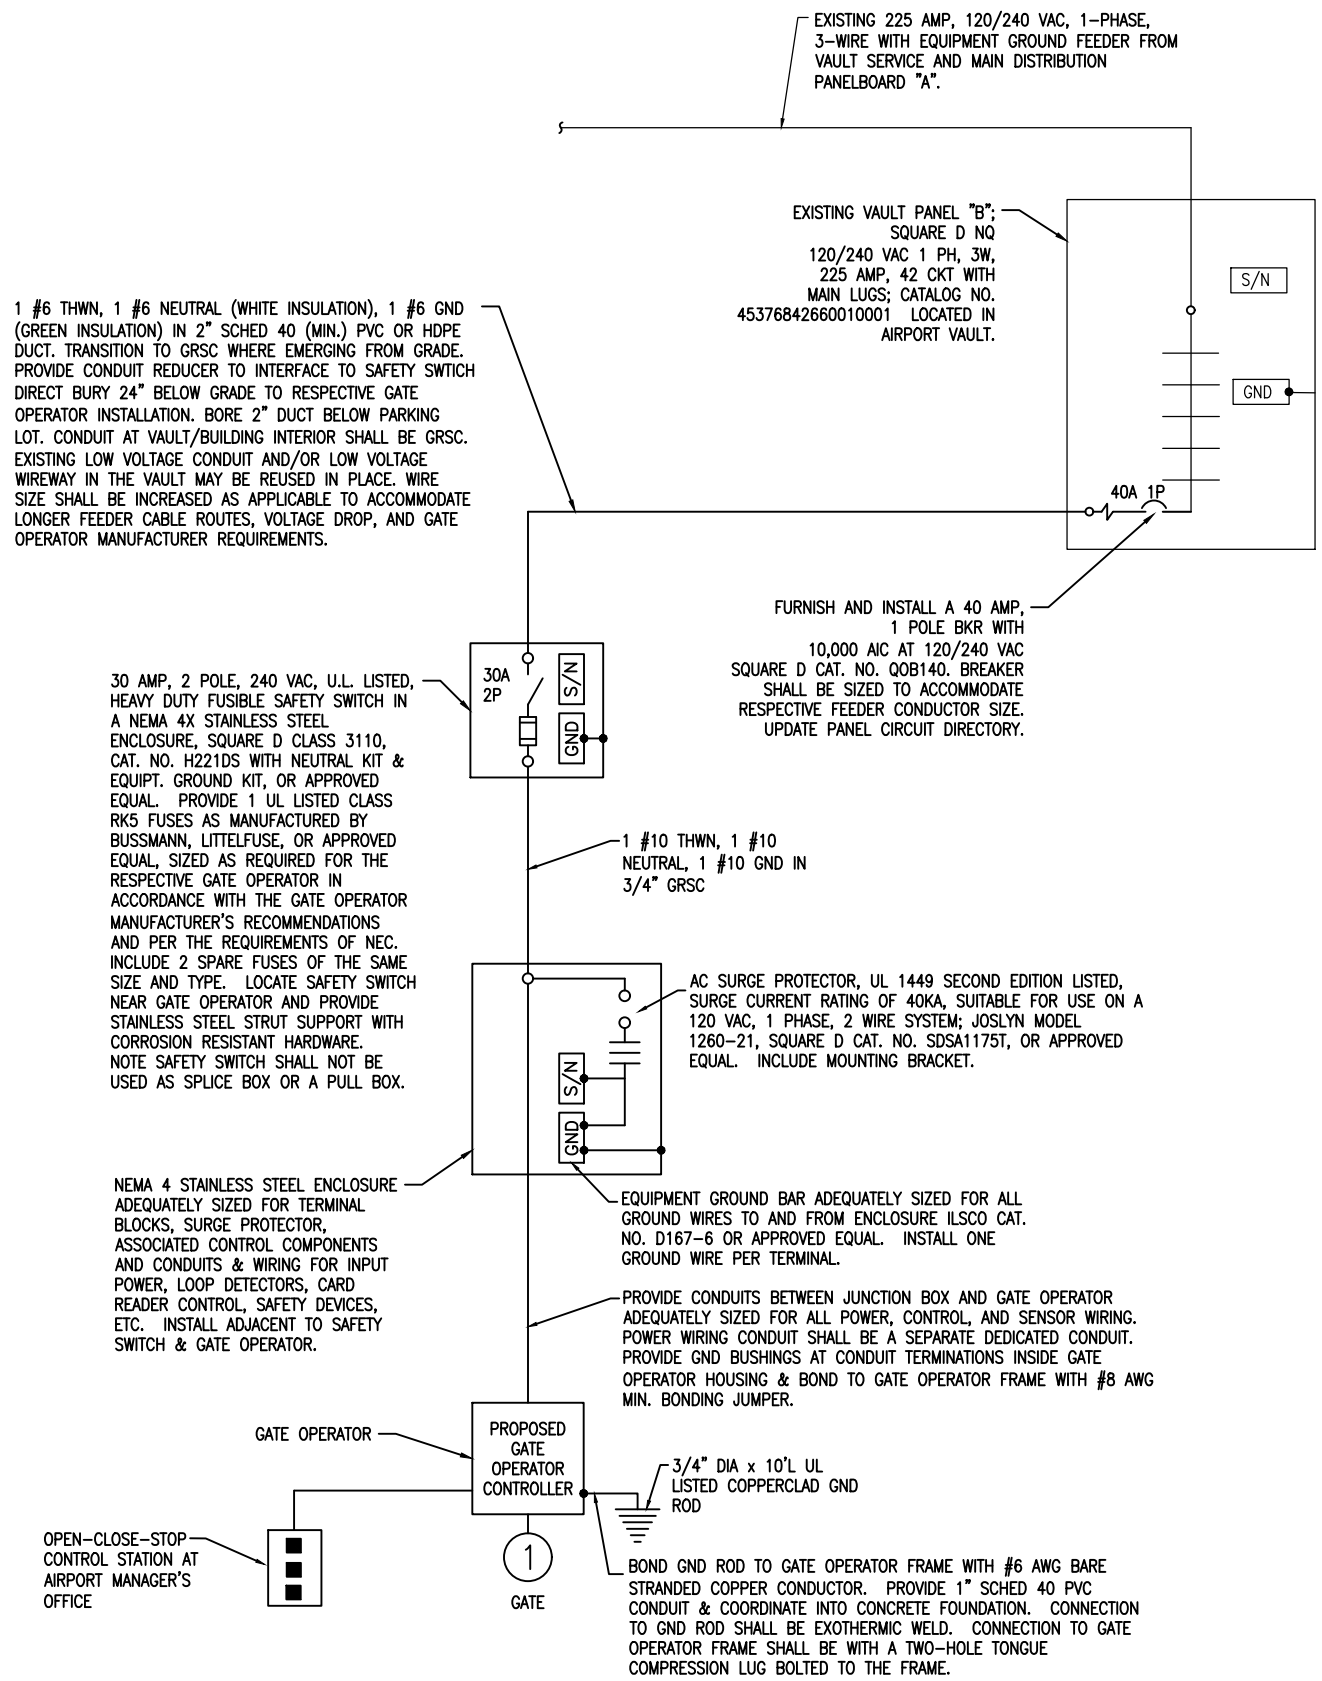 EXISTING 225 AMP, 120/240 VAC, 1-PHASE,
3-WIRE WITH EQUIPMENT GROUND FEEDER FROM
VAULT SERVICE AND MAIN DISTRIBUTION
PANELBOARD "A".
EXISTING VAULT PANEL "B";
SQUARE D NQ
120/240 VAC 1 PH, 3W,
225 AMP, 42 CKT WITH
MAIN LUGS; CATALOG NO.
45376842660010001 LOCATED IN
AIRPORT VAULT.
S/N
GND
40A 1P
1 #6 THWN, 1 #6 NEUTRAL (WHITE INSULATION), 1 #6 GND
(GREEN INSULATION) IN 2" SCHED 40 (MIN.) PVC OR HDPE
DUCT. TRANSITION TO GRSC WHERE EMERGING FROM GRADE.
PROVIDE CONDUIT REDUCER TO INTERFACE TO SAFETY SWTICH
DIRECT BURY 24" BELOW GRADE TO RESPECTIVE GATE
OPERATOR INSTALLATION. BORE 2" DUCT BELOW PARKING
LOT. CONDUIT AT VAULT/BUILDING INTERIOR SHALL BE GRSC.
EXISTING LOW VOLTAGE CONDUIT AND/OR LOW VOLTAGE
WIREWAY IN THE VAULT MAY BE REUSED IN PLACE. WIRE
SIZE SHALL BE INCREASED AS APPLICABLE TO ACCOMMODATE
LONGER FEEDER CABLE ROUTES, VOLTAGE DROP, AND GATE
OPERATOR MANUFACTURER REQUIREMENTS.
FURNISH AND INSTALL A 40 AMP,
1 POLE BKR WITH
10,000 AIC AT 120/240 VAC
SQUARE D CAT. NO. QOB140. BREAKER
SHALL BE SIZED TO ACCOMMODATE
RESPECTIVE FEEDER CONDUCTOR SIZE.
UPDATE PANEL CIRCUIT DIRECTORY.
30A
2P
S/N
GND
30 AMP, 2 POLE, 240 VAC, U.L. LISTED,
HEAVY DUTY FUSIBLE SAFETY SWITCH IN
A NEMA 4X STAINLESS STEEL
ENCLOSURE, SQUARE D CLASS 3110,
CAT. NO. H221DS WITH NEUTRAL KIT &
EQUIPT. GROUND KIT, OR APPROVED
EQUAL. PROVIDE 1 UL LISTED CLASS
RK5 FUSES AS MANUFACTURED BY
BUSSMANN, LITTELFUSE, OR APPROVED
EQUAL, SIZED AS REQUIRED FOR THE
RESPECTIVE GATE OPERATOR IN
ACCORDANCE WITH THE GATE OPERATOR
MANUFACTURER'S RECOMMENDATIONS
AND PER THE REQUIREMENTS OF NEC.
INCLUDE 2 SPARE FUSES OF THE SAME
SIZE AND TYPE. LOCATE SAFETY SWITCH
NEAR GATE OPERATOR AND PROVIDE
STAINLESS STEEL STRUT SUPPORT WITH
CORROSION RESISTANT HARDWARE.
NOTE SAFETY SWITCH SHALL NOT BE
USED AS SPLICE BOX OR A PULL BOX.
1 #10 THWN, 1 #10
NEUTRAL, 1 #10 GND IN
3/4" GRSC
AC SURGE PROTECTOR, UL 1449 SECOND EDITION LISTED,
SURGE CURRENT RATING OF 40KA, SUITABLE FOR USE ON A
120 VAC, 1 PHASE, 2 WIRE SYSTEM; JOSLYN MODEL
1260-21, SQUARE D CAT. NO. SDSA1175T, OR APPROVED
EQUAL. INCLUDE MOUNTING BRACKET.
S/N
GND
NEMA 4 STAINLESS STEEL ENCLOSURE
ADEQUATELY SIZED FOR TERMINAL
BLOCKS, SURGE PROTECTOR,
ASSOCIATED CONTROL COMPONENTS
AND CONDUITS & WIRING FOR INPUT
POWER, LOOP DETECTORS, CARD
READER CONTROL, SAFETY DEVICES,
ETC. INSTALL ADJACENT TO SAFETY
SWITCH & GATE OPERATOR.
EQUIPMENT GROUND BAR ADEQUATELY SIZED FOR ALL
GROUND WIRES TO AND FROM ENCLOSURE ILSCO CAT.
NO. D167-6 OR APPROVED EQUAL. INSTALL ONE
GROUND WIRE PER TERMINAL.
PROVIDE CONDUITS BETWEEN JUNCTION BOX AND GATE OPERATOR
ADEQUATELY SIZED FOR ALL POWER, CONTROL, AND SENSOR WIRING.
POWER WIRING CONDUIT SHALL BE A SEPARATE DEDICATED CONDUIT.
PROVIDE GND BUSHINGS AT CONDUIT TERMINATIONS INSIDE GATE
OPERATOR HOUSING & BOND TO GATE OPERATOR FRAME WITH #8 AWG
MIN. BONDING JUMPER.
GATE OPERATOR
PROPOSED
GATE
OPERATOR
CONTROLLER
3/4" DIA x 10'L UL
LISTED COPPERCLAD GND
ROD
OPEN-CLOSE-STOP
CONTROL STATION AT
AIRPORT MANAGER'S
OFFICE
1
GATE
BOND GND ROD TO GATE OPERATOR FRAME WITH #6 AWG BARE
STRANDED COPPER CONDUCTOR. PROVIDE 1" SCHED 40 PVC
CONDUIT & COORDINATE INTO CONCRETE FOUNDATION. CONNECTION
TO GND ROD SHALL BE EXOTHERMIC WELD. CONNECTION TO GATE
OPERATOR FRAME SHALL BE WITH A TWO-HOLE TONGUE
COMPRESSION LUG BOLTED TO THE FRAME.